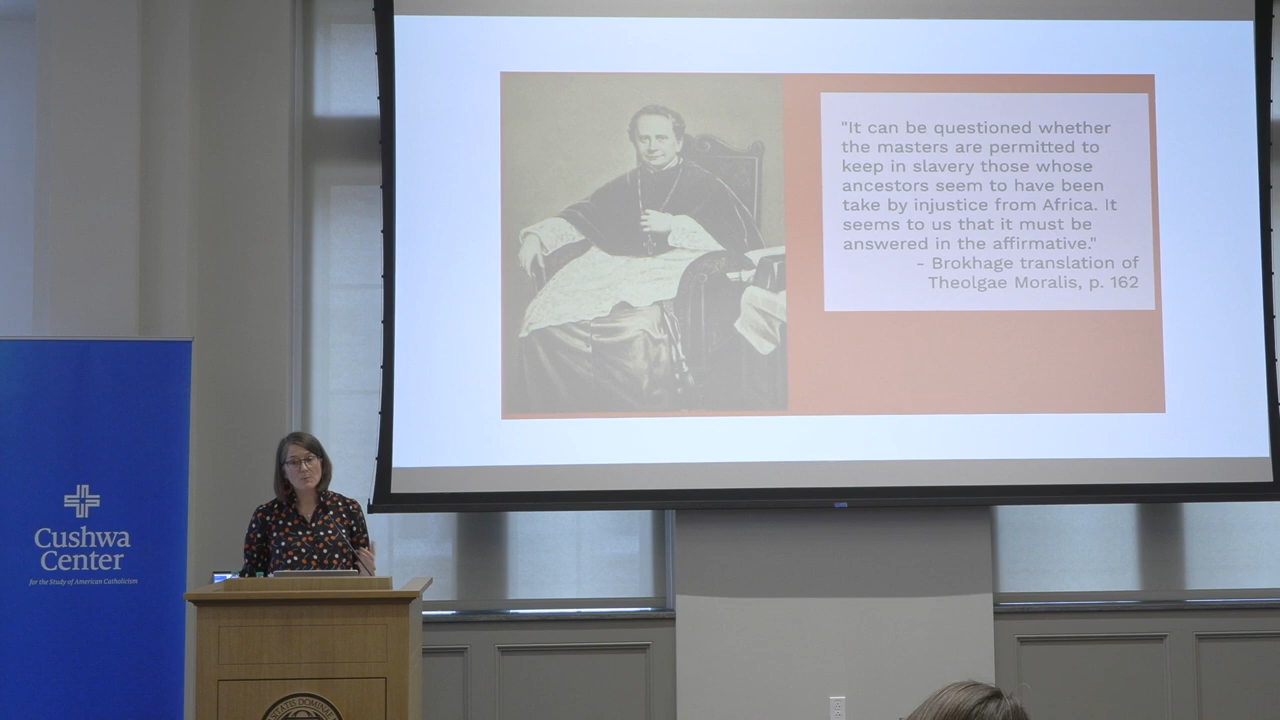 "It can be questioned whether
the masters are permitted to
keep in slavery those whose
ancestors seem to have been
take by injustice from Africa. It
seems to us that it must be
answered in the affirmative."
- Brokhage translation of
Theolgae Moralis, p. 162
Cushwa
Center
for the Study of American Catholicism